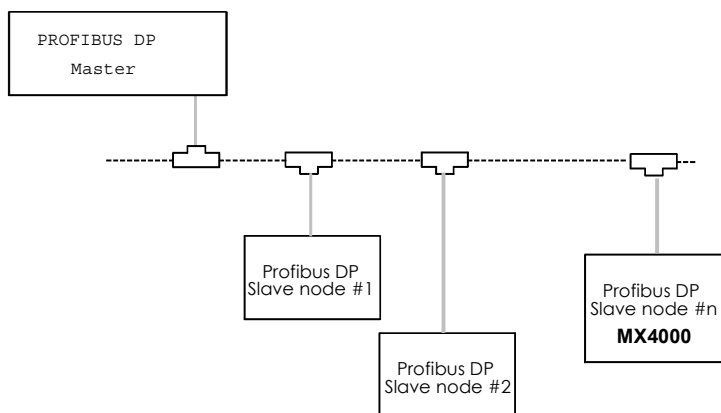 PROFIBUS DP
Master
Profibus DP
Slave node #1
Profibus DP
Slave node #2
Profibus DP
Slave node #n
MX4000